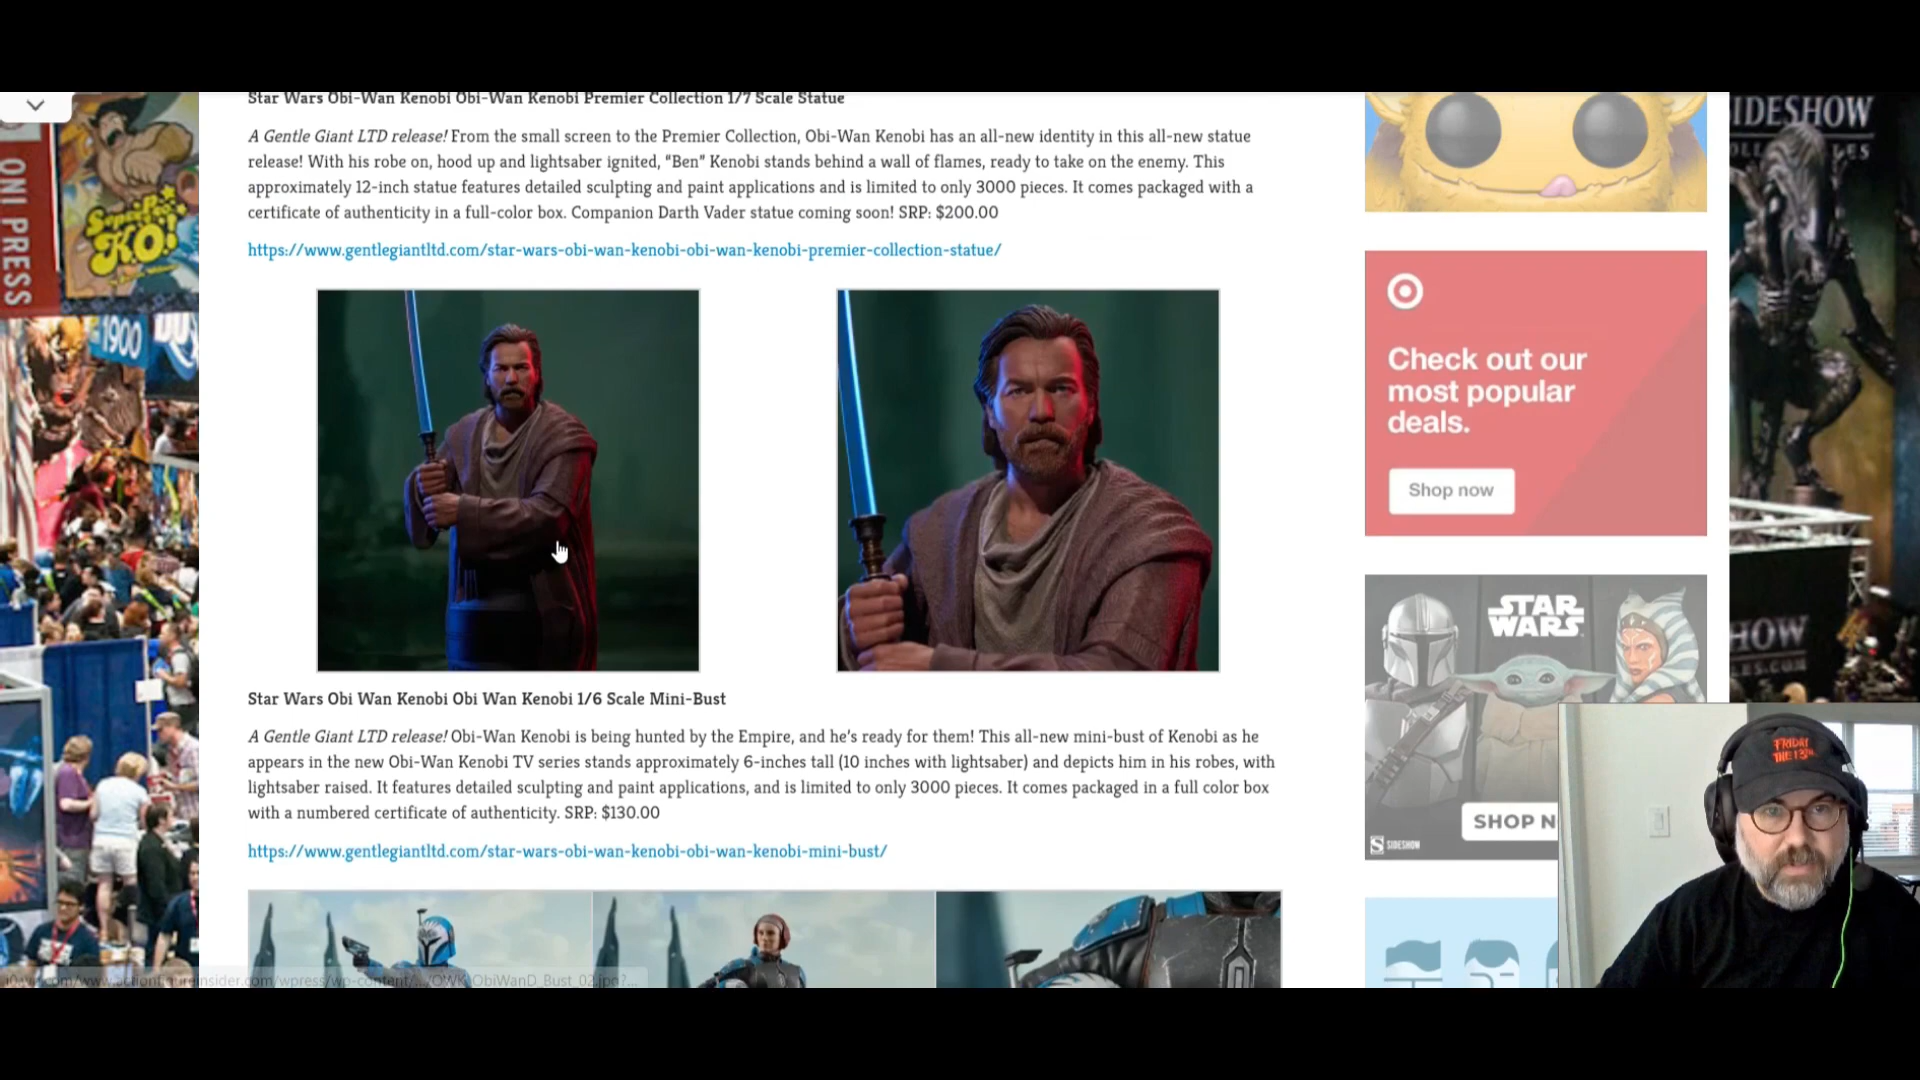 Star Wars Obi-Wan Kenobi Obi-Wan Kenobi Premier Collection 1/7 Scale Statue
A Gentle Giant LTD release! From the small screen to the Premier Collection, Obi-Wan Kenobi has an all-new identity in this all-new statue
release! With his robe on, hood up and lightsaber ignited, “Ben” Kenobi stands behind a wall of flames, ready to take on the enemy. This
approximately 12-inch statue features detailed sculpting and paint applications and is limited to only 3000 pieces. It comes packaged with a
certificate of authenticity in a full-color box. Companion Darth Vader statue coming soon! SRP: $200.00
https://www.gentlegiantltd.com/star-wars-obi-wan-kenobi-obi-wan-kenobi-premier-collection-statue/
Star Wars Obi Wan Kenobi Obi Wan Kenobi 1/6 Scale Mini-Bust
A Gentle Giant LTD release! Obi-Wan Kenobi is being hunted by the Empire, and he’s ready for them! This all-new mini-bust of Kenobi as he
appears in the new Obi-Wan Kenobi TV series stands approximately 6-inches tall (10 inches with lightsaber) and depicts him in his robes, with
lightsaber raised. It features detailed sculpting and paint applications, and is limited to only 3000 pieces. It comes packaged in a full color box
with a numbered certificate of authenticity. SRP: $130.00
https://www.gentlegiantltd.com/star-wars-obi-wan-kenobi-obi-wan-kenobi-mini-bust/
ONI PRESS
SUPER
K.O!
1900
SIDESHOW
Check out our
most popular
deals.
Shop now
STAR
WARS
SHOP N
SIDESHOW
HOW
FRIDAY
THE 13TH